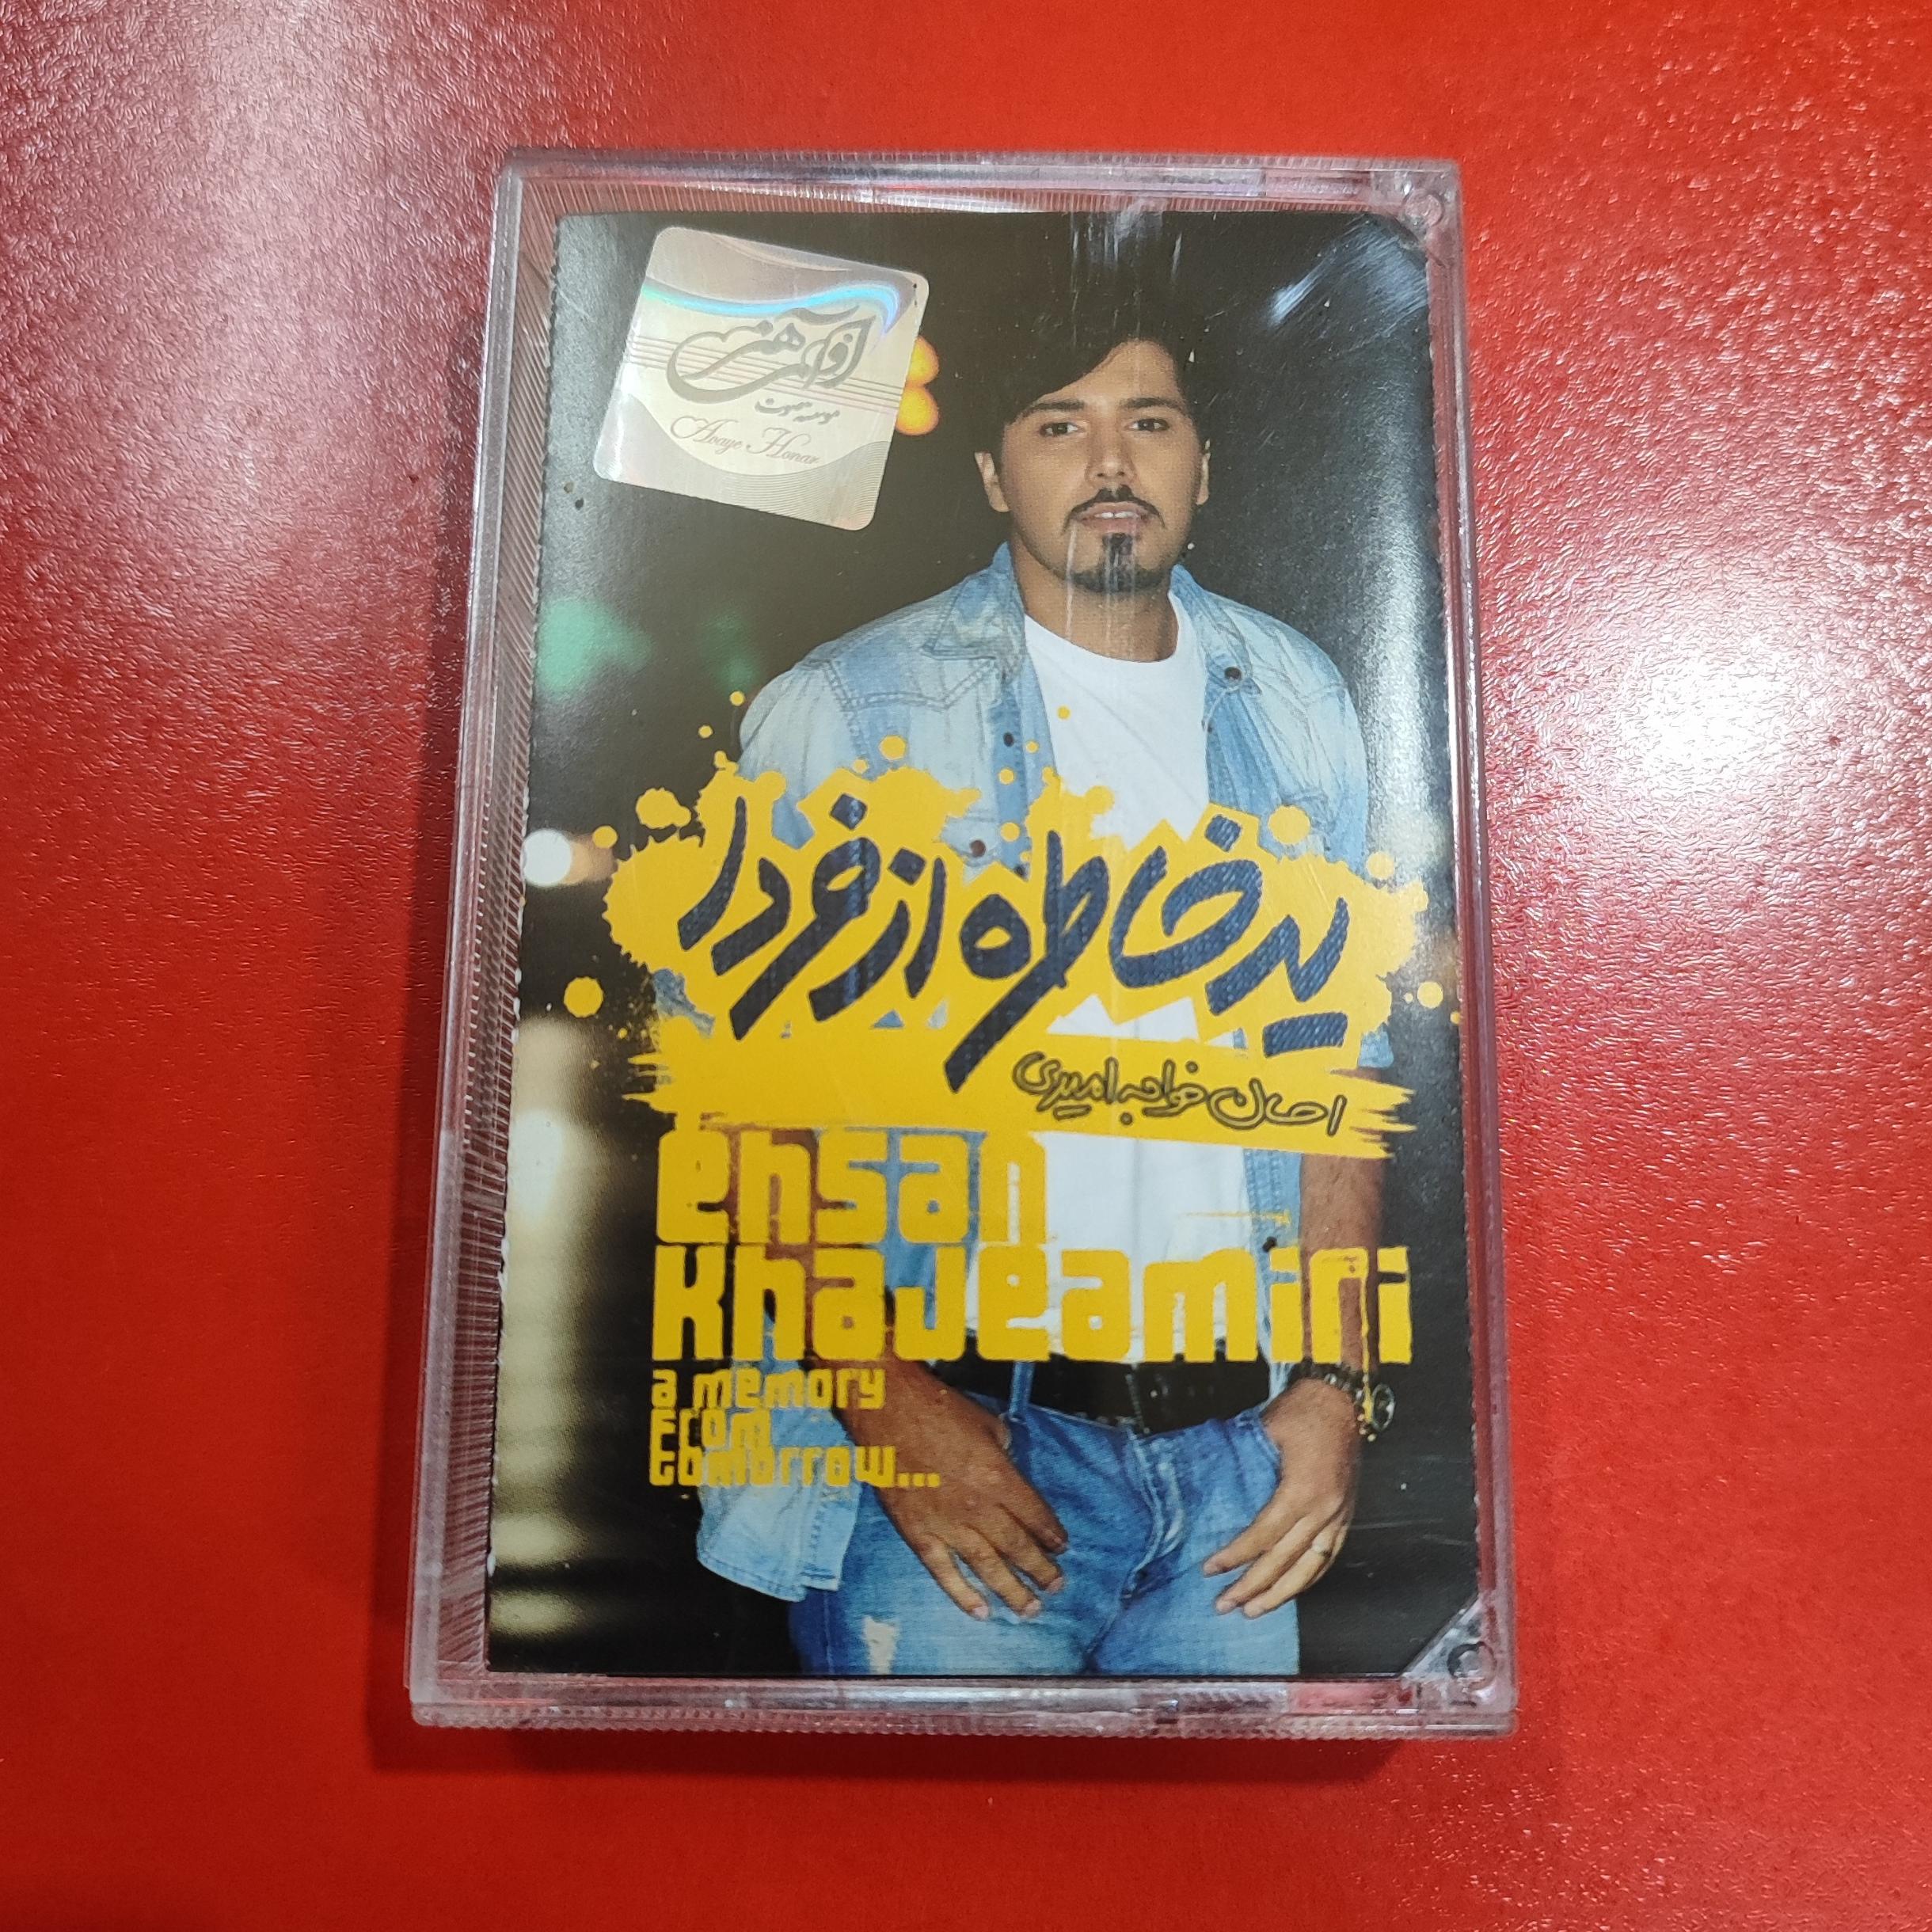 آوای هنر
موسسه صوت
Avaye Honar
یه خاطره از فردا
احسان خواجه امیری
ehsan
khajeamiri
a memory
from
tomorrow...